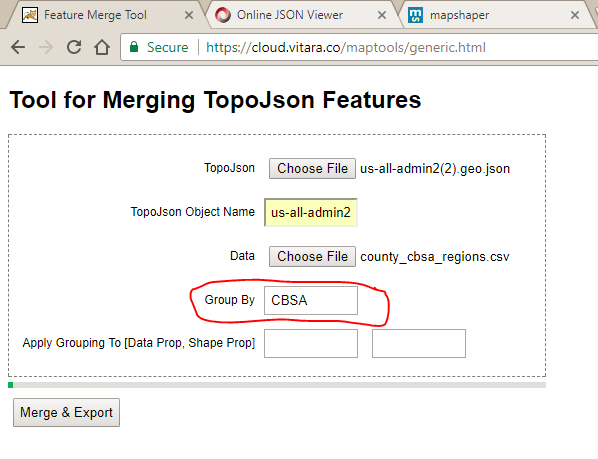 Feature Merge Tool
Online JSON Viewer
mapshaper
Secure https://cloud.vitara.co/maptools/generic.html
Tool for Merging TopoJson Features
TopoJson Choose File us-all-admin2(2).geo.json
TopoJson Object Name us-all-admin2
Data Choose File county_cbsa_regions.csv
Group By CBSA
Apply Grouping To [Data Prop, Shape Prop]
Merge & Export